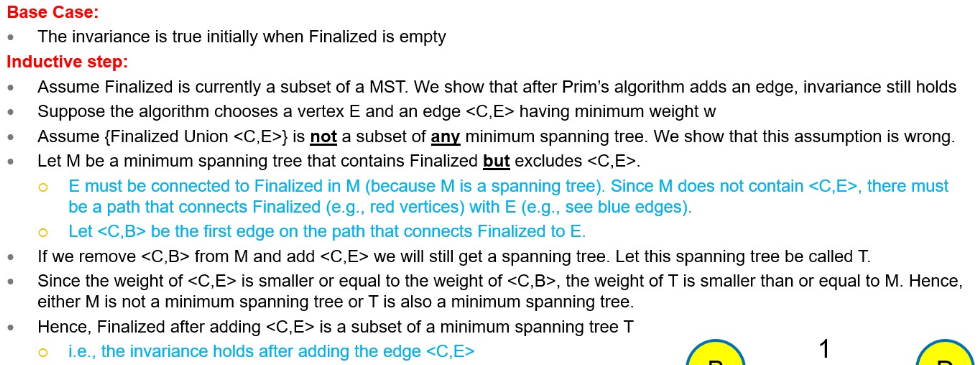 Base Case:
• The invariance is true initially when Finalized is empty
Inductive step:
• Assume Finalized is currently a subset of a MST. We show that after Prim's algorithm adds an edge, invariance still holds
• Suppose the algorithm chooses a vertex E and an edge <C,E> having minimum weight w
• Assume {Finalized Union <C,E>} is not a subset of any minimum spanning tree. We show that this assumption is wrong.
• Let M be a minimum spanning tree that contains Finalized but excludes <C,E>.
o E must be connected to Finalized in M (because M is a spanning tree). Since M does not contain <C,E>, there must
be a path that connects Finalized (e.g., red vertices) with E (e.g., see blue edges).
o Let <C,B> be the first edge on the path that connects Finalized to E.
• If we remove <C,B> from M and add <C,E> we will still get a spanning tree. Let this spanning tree be called T.
• Since the weight of <C,E> is smaller or equal to the weight of <C,B>, the weight of T is smaller than or equal to M. Hence,
either M is not a minimum spanning tree or T is also a minimum spanning tree.
• Hence, Finalized after adding <C,E> is a subset of a minimum spanning tree T
o i.e., the invariance holds after adding the edge <C,E>
1